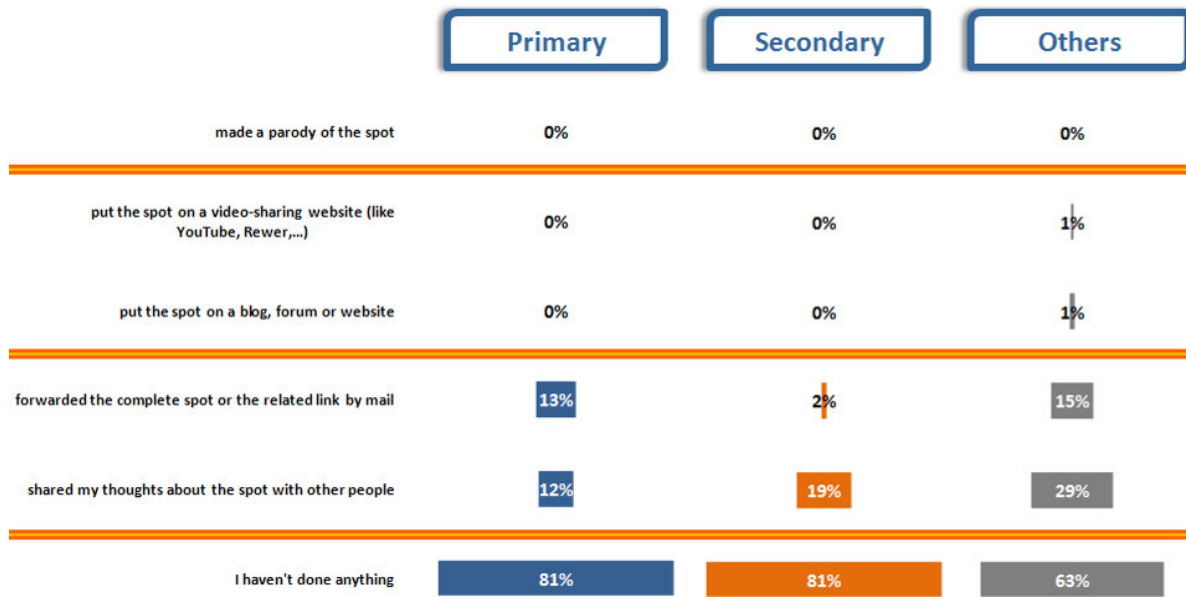 Primary Secondary Others
made a parody of the spot 0% 0% 0%
put the spot on a video-sharing website (like
YouTube, Rewer,...) 0% 0% 1%
put the spot on a blog, forum or website 0% 0% 1%
forwarded the complete spot or the related link by mail 13% 2% 15%
shared my thoughts about the spot with other people 12% 19% 29%
I haven't done anything 81% 81% 63%